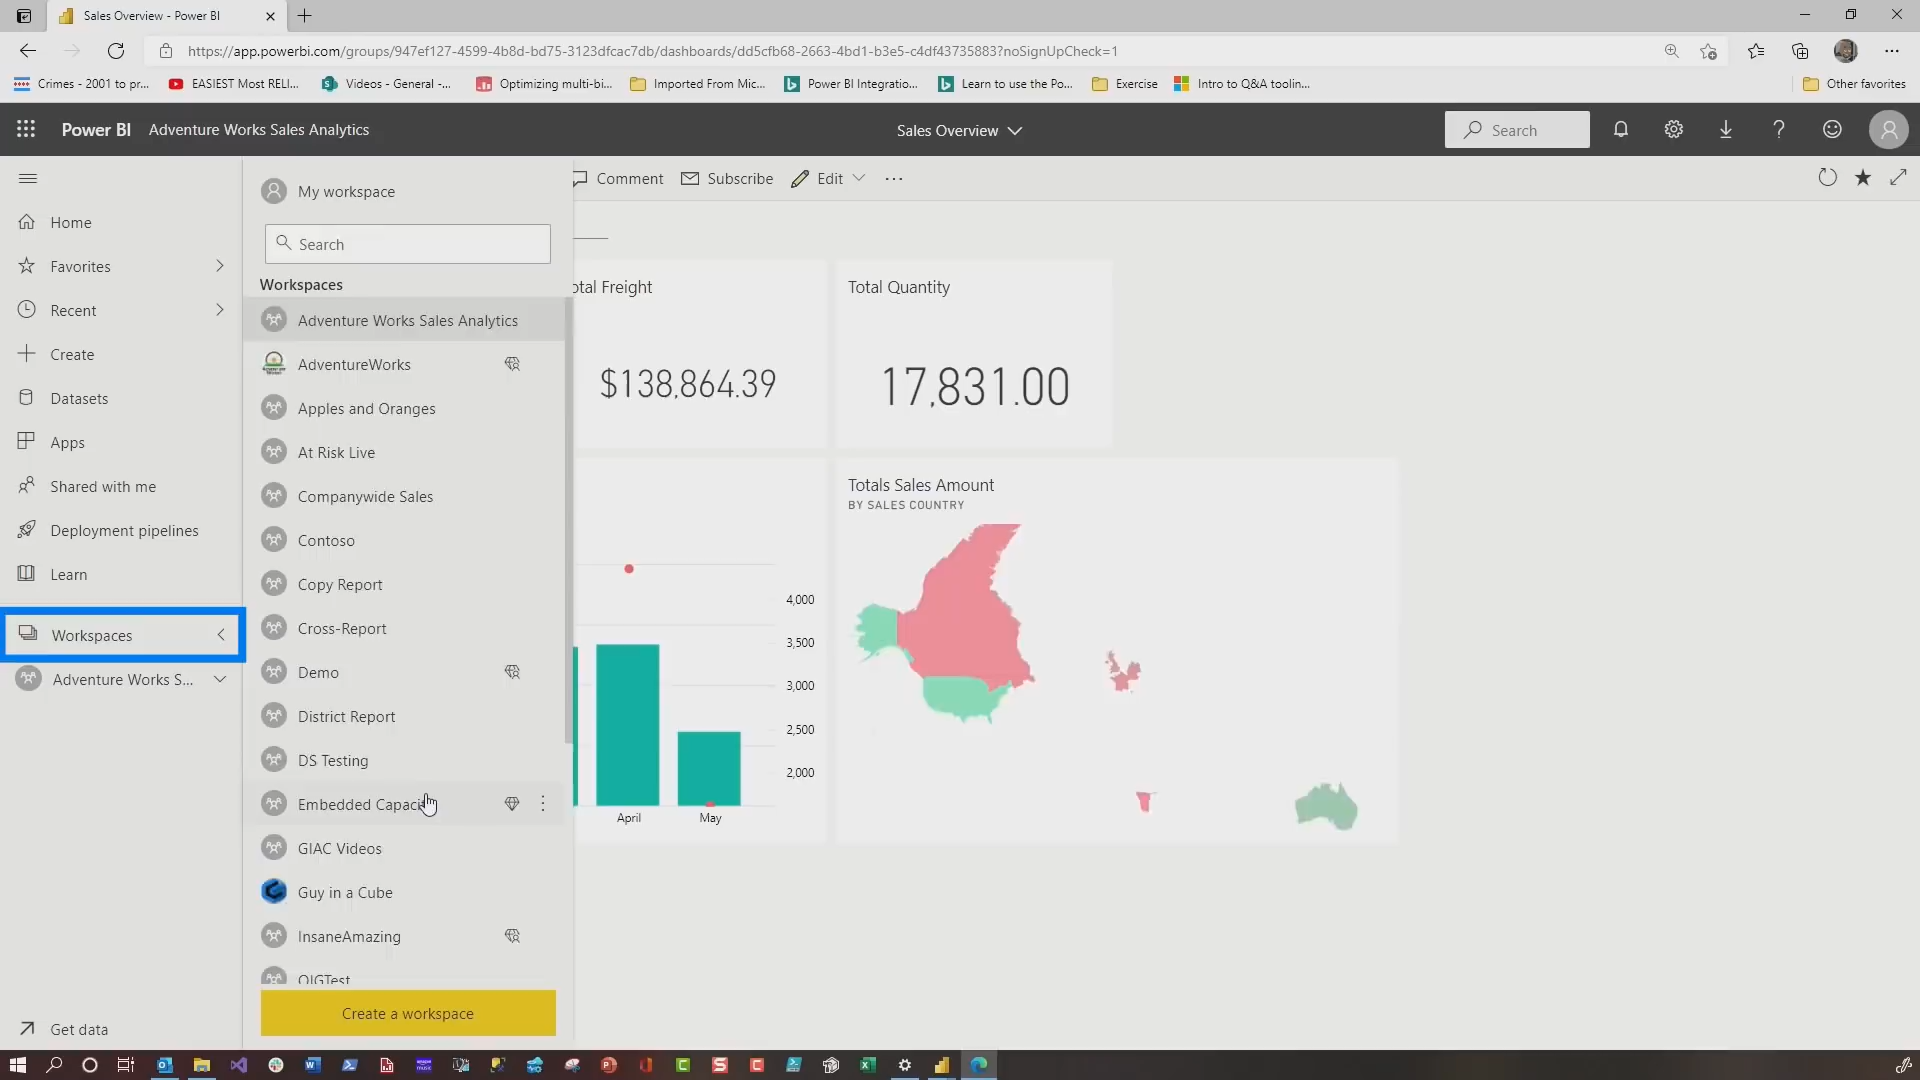 Sales Overview - Power BI
https://app.powerbi.com/groups/947ef127-4599-4b8d-bd75-3123dfcac7db/dashboards/dd5cfb68-2663-4bd1-b3e5-c4df43735883?noSignUpCheck=1
Crimes - 2001 to pr...
EASIEST Most RELI...
Videos - General -...
Optimizing multi-bi...
Imported From Mic...
Power BI Integratio...
Learn to use the Po...
Exercise
Intro to Q&A toolin...
Other favorites
Power BI
Adventure Works Sales Analytics
Sales Overview
Search
Home
Favorites
Recent
Create
Datasets
Apps
Shared with me
Deployment pipelines
Learn
Workspaces
Adventure Works S...
Get data
My workspace
Search
Workspaces
Adventure Works Sales Analytics
AdventureWorks
Apples and Oranges
At Risk Live
Companywide Sales
Contoso
Copy Report
Cross-Report
Demo
District Report
DS Testing
Embedded Capaci
GIAC Videos
Guy in a Cube
InsaneAmazing
OIGTest
Create a workspace
Comment
Subscribe
Edit
otal Freight
$138,864.39
Total Quantity
17,831.00
4,000
3,500
3,000
2,500
2,000
April
May
Totals Sales Amount
BY SALES COUNTRY